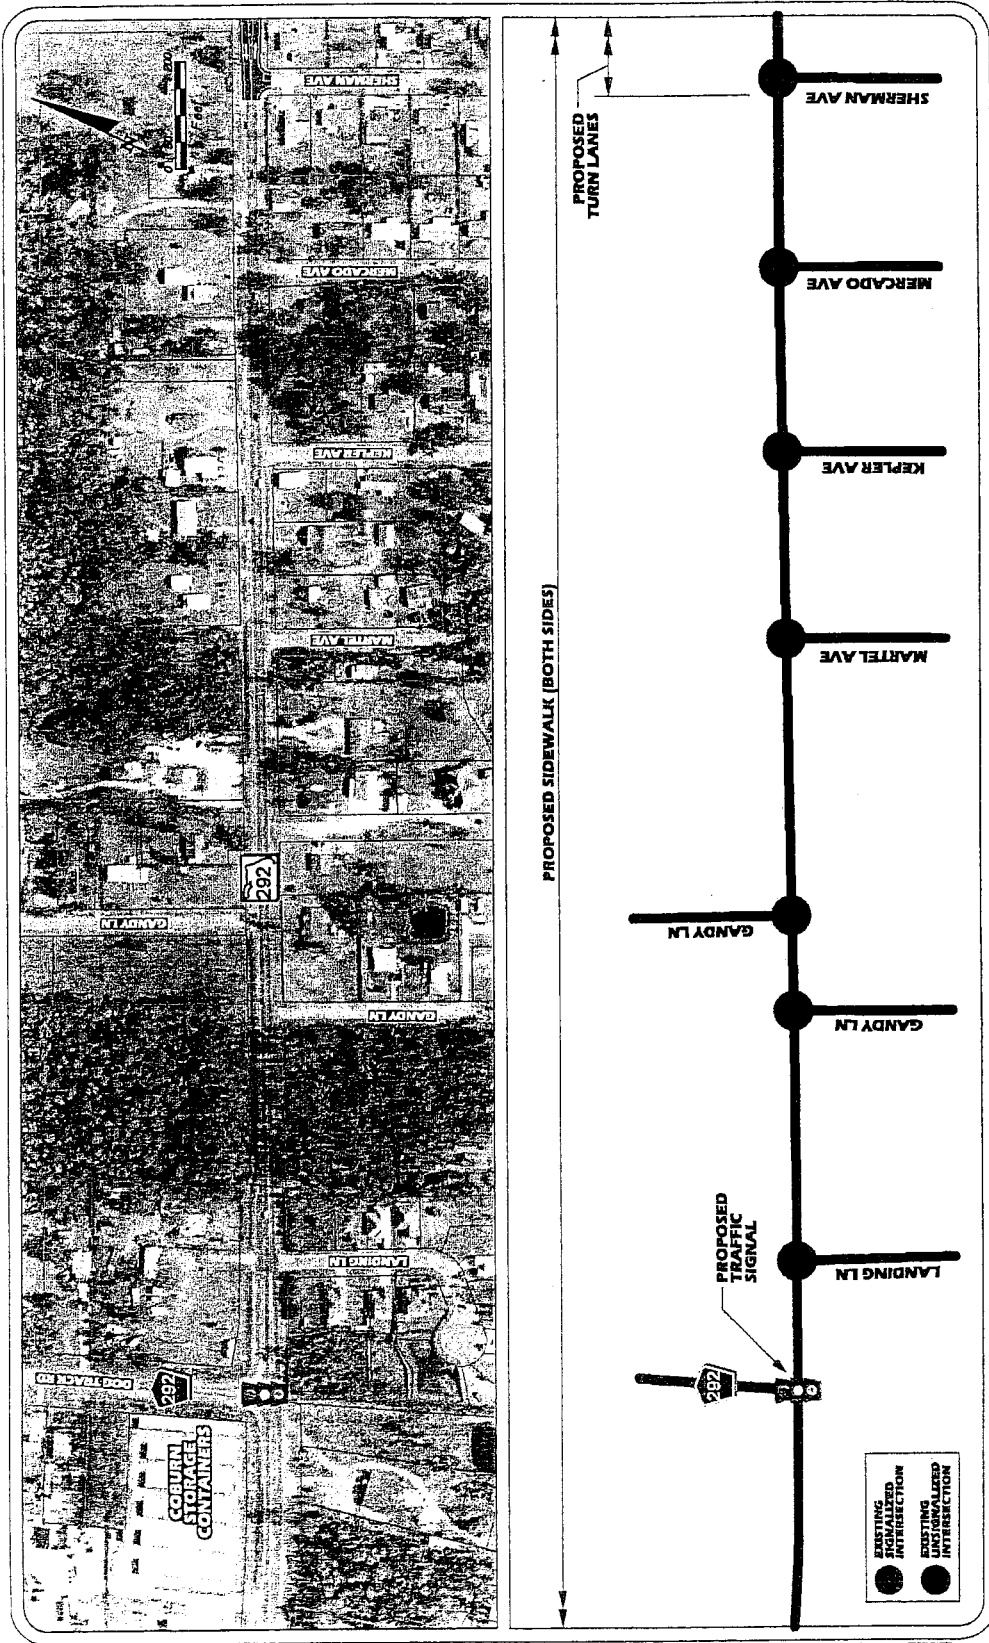 DOG TRACK RD
292
COBURN
STORAGE
CONTAINERS
LANDING LN
GANDY LN
GANDY LN
292
MARTEL AVE
KEPLER AVE
MERCADO AVE
SHERMAN AVE
PROPOSED SIDEWALK (BOTH SIDES)
PROPOSED
TURN LANES
PROPOSED
TRAFFIC
SIGNAL
292
LANDING LN
GANDY LN
GANDY LN
MARTEL AVE
KEPLER AVE
MERCADO AVE
SHERMAN AVE
EXISTING
SIGNALIZED
INTERSECTION
EXISTING
UNSIGNALIZED
INTERSECTION